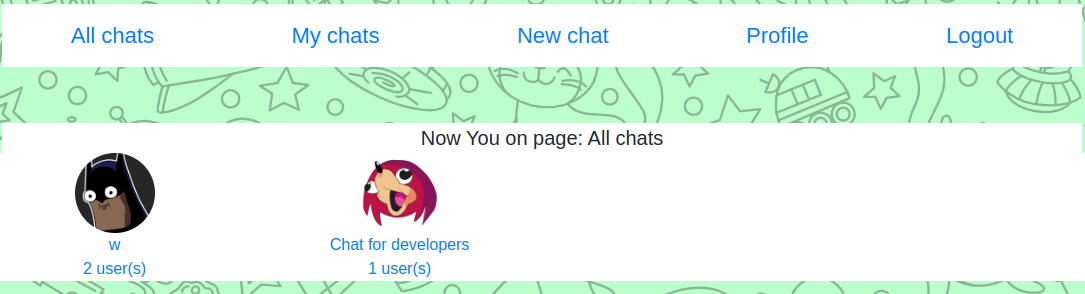 All chats My chats New chat Profile Logout
Now You on page: All chats
w Chat for developers
2 user(s) 1 user(s)